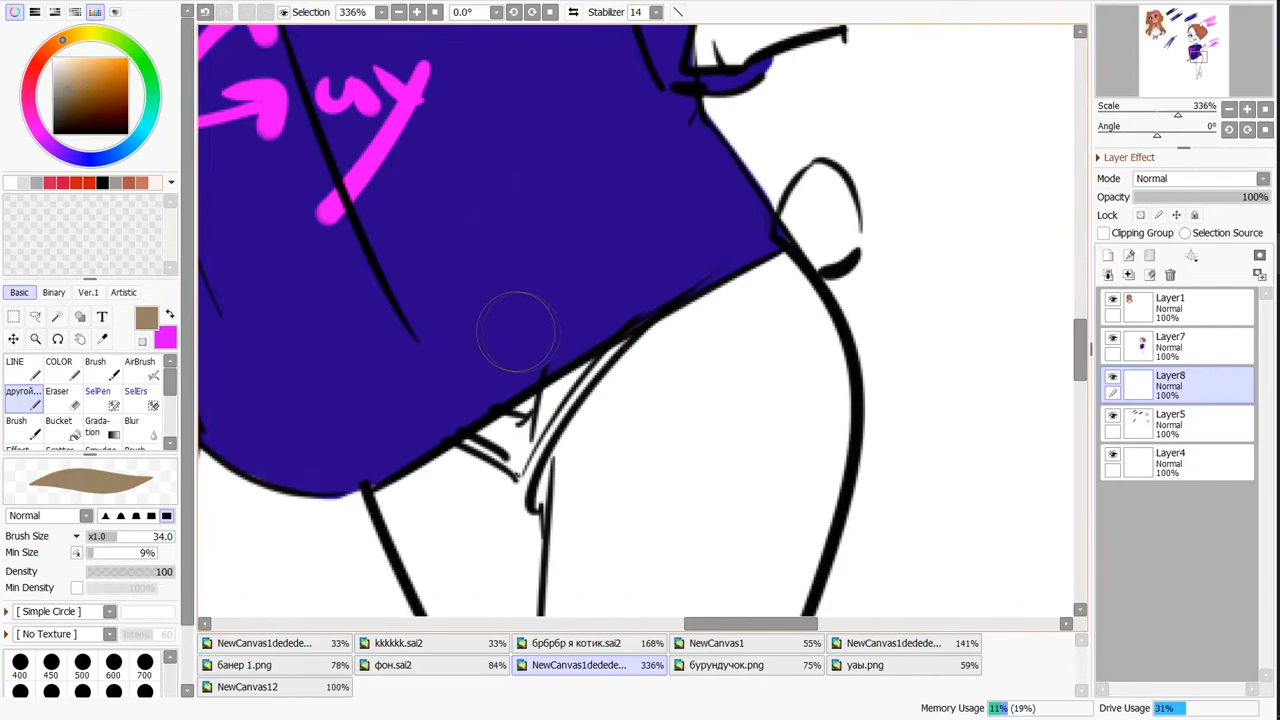 Selection 336% 0.0° Stabilizer 14
Scale 336%
Angle 0°
Layer Effect
Mode Normal
Opacity 100%
Lock
Clipping Group Selection Source
Layer1
Normal
100%
Layer7
Normal
100%
Layer8
Normal
100%
Layer5
Normal
100%
Layer4
Normal
100%
Basic Binary Ver.1 Artistic
T
LINE COLOR Brush AirBrush
другой... Eraser SelPen SelErs
Brush Bucket Grada-tion Blur
Normal
Brush Size x1.0 34.0
Min Size 9%
Density 100
Min Density 100%
[ Simple Circle ]
[ No Texture ] Intens. 60
400 450 500 600 700
NewCanvas1dedede... 33% kkkkkk.sai2 33% брбрбр я котик.sai2 168% NewCanvas1 55% NewCanvas1dedede... 141%
банер 1.png 78% фон.sai2 84% NewCanvas1dedede... 336% бурундучок.png 75% уаы.png 59%
NewCanvas12 100%
Memory Usage 11% (19%) Drive Usage 31%